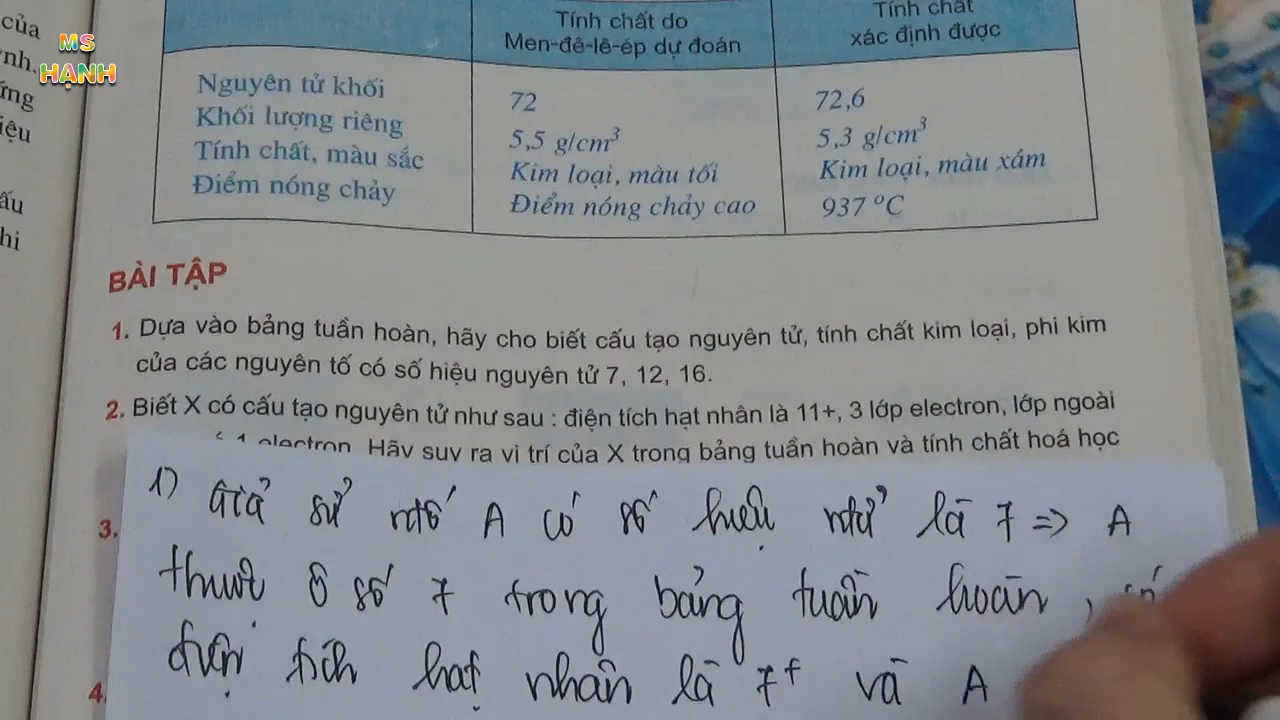 của
nh,
ứng
iệu
ấu
hi
MS
HẠNH
Tính chất do
Men-đê-lê-ép dự đoán
Tính chất
xác định được
Nguyên tử khối
72
72,6
Khối lượng riêng
5,5 g/cm³
5,3 g/cm³
Tính chất, màu sắc
Kim loại, màu tối
Kim loại, màu xám
Điểm nóng chảy
Điểm nóng chảy cao
937 °C
BÀI TẬP
1. Dựa vào bảng tuần hoàn, hãy cho biết cấu tạo nguyên tử, tính chất kim loại, phi kim
của các nguyên tố có số hiệu nguyên tử 7, 12, 16.
2. Biết X có cấu tạo nguyên tử như sau : điện tích hạt nhân là 11+, 3 lớp electron, lớp ngoài
1 electron. Hãy suy ra vị trí của X trong bảng tuần hoàn và tính chất hoá học
3.
4.
1) Giả sử ntố A có số hiệu ntử là 7 => A
thuộc ô số 7 trong bảng tuần hoàn, có
điện tích hạt nhân là 7+ và A